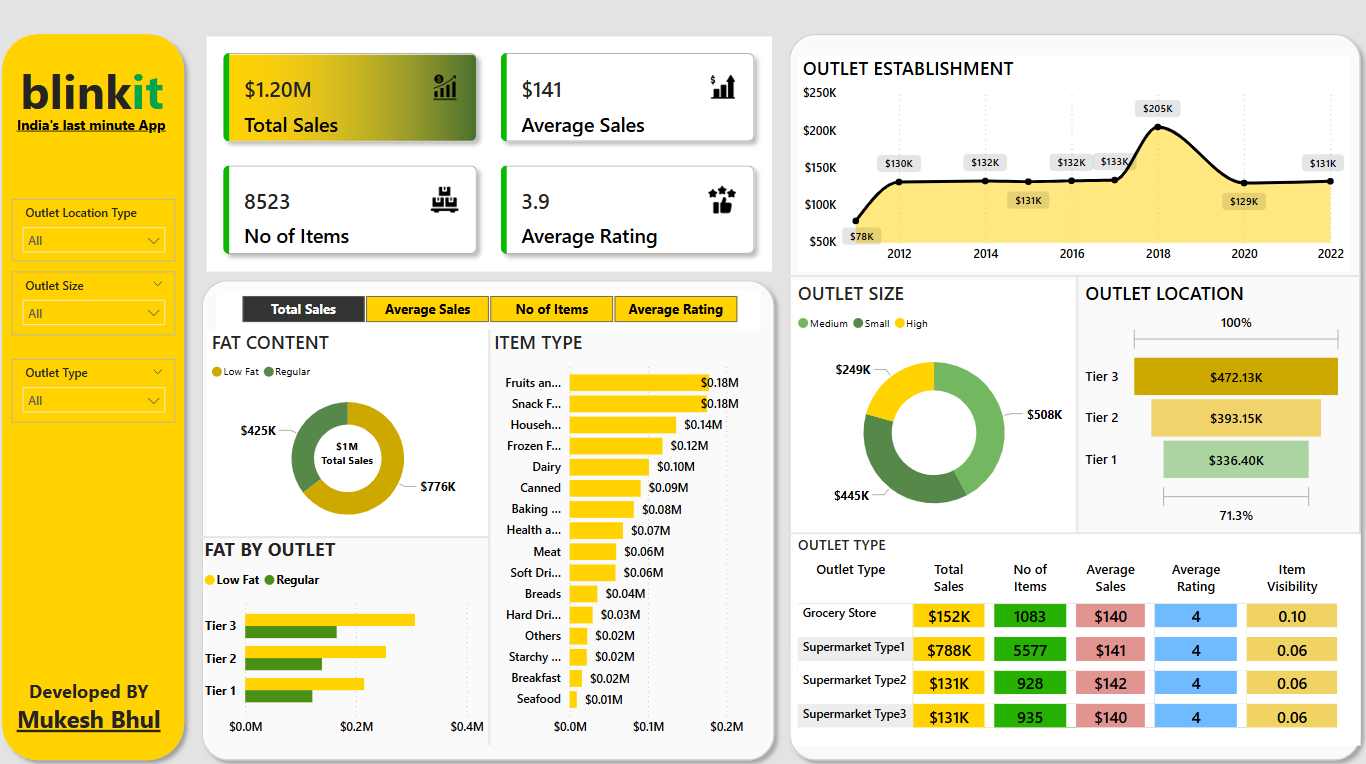 blinkit
India's last minute App
Outlet Location Type
All
Outlet Size
All
Outlet Type
All
Developed BY
Mukesh Bhul
$1.20M
Total Sales
$141
Average Sales
8523
No of Items
3.9
Average Rating
Total Sales
Average Sales
No of Items
Average Rating
FAT CONTENT
Low Fat Regular
$425K
$1M
Total Sales
$776K
FAT BY OUTLET
Low Fat Regular
Tier 3
Tier 2
Tier 1
$0.0M $0.2M $0.4M
ITEM TYPE
Fruits an... $0.18M
Snack F... $0.18M
Househ... $0.14M
Frozen F... $0.12M
Dairy $0.10M
Canned $0.09M
Baking ... $0.08M
Health a... $0.07M
Meat $0.06M
Soft Dri... $0.06M
Breads $0.04M
Hard Dri... $0.03M
Others $0.02M
Starchy ... $0.02M
Breakfast $0.02M
Seafood $0.01M
$0.0M $0.1M $0.2M
OUTLET ESTABLISHMENT
$250K
$200K
$150K
$100K
$50K
$78K
$130K
$132K
$131K
$132K
$133K
$205K
$129K
$131K
2012 2014 2016 2018 2020 2022
OUTLET SIZE
Medium Small High
$249K
$508K
$445K
OUTLET LOCATION
100%
Tier 3 $472.13K
Tier 2 $393.15K
Tier 1 $336.40K
71.3%
OUTLET TYPE
Outlet Type Total Sales No of Items Average Sales Average Rating Item Visibility
Grocery Store $152K 1083 $140 4 0.10
Supermarket Type1 $788K 5577 $141 4 0.06
Supermarket Type2 $131K 928 $142 4 0.06
Supermarket Type3 $131K 935 $140 4 0.06